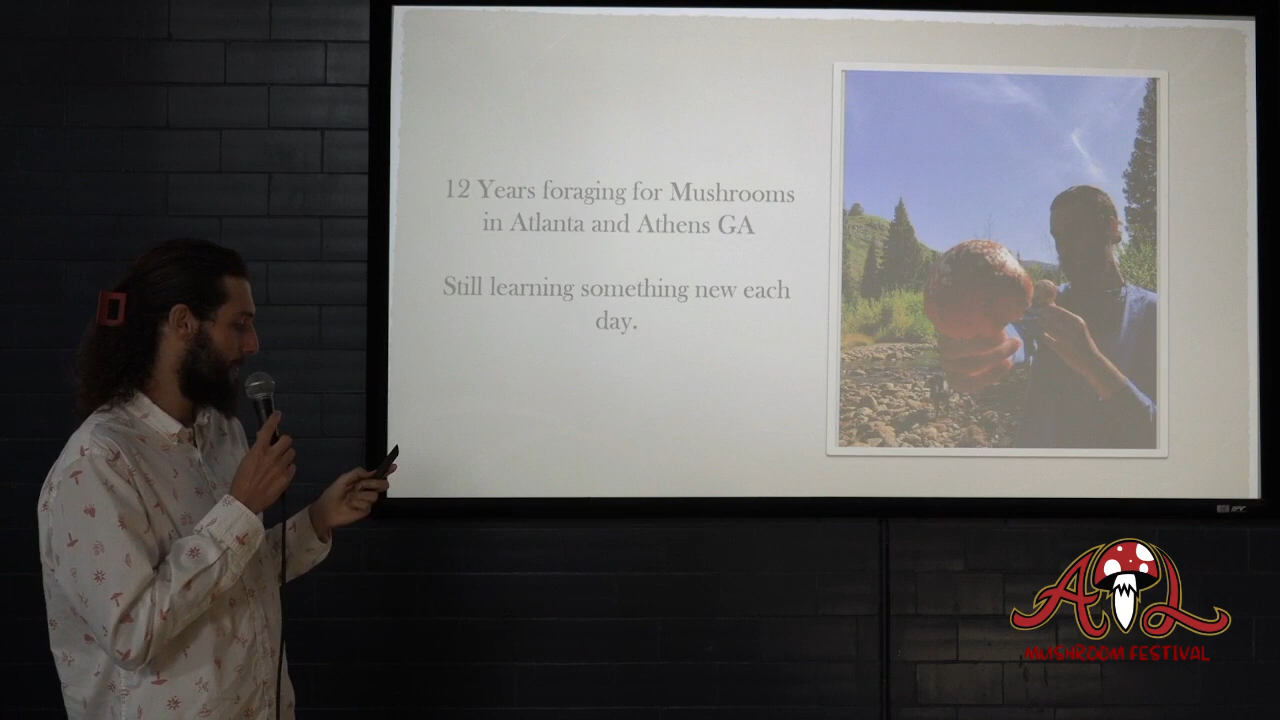 12 Years foraging for Mushrooms
in Atlanta and Athens GA
Still learning something new each
day.
ATL
MUSHROOM FESTIVAL